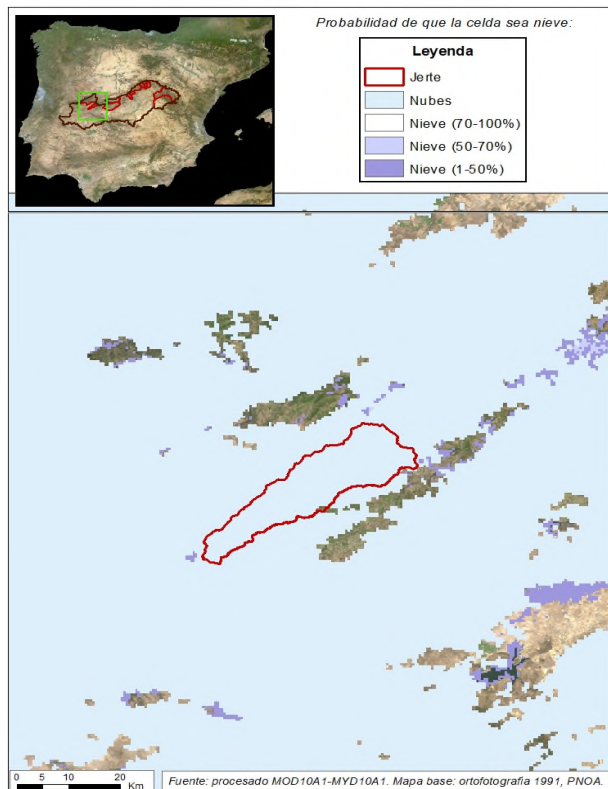 Probabilidad de que la celda sea nieve:
Leyenda
Jerte
Nubes
Nieve (70-100%)
Nieve (50-70%)
Nieve (1-50%)
0 5 10 20
Km
Fuente: procesado MOD10A1-MYD10A1. Mapa base: ortofotografia 1991, PNOA.